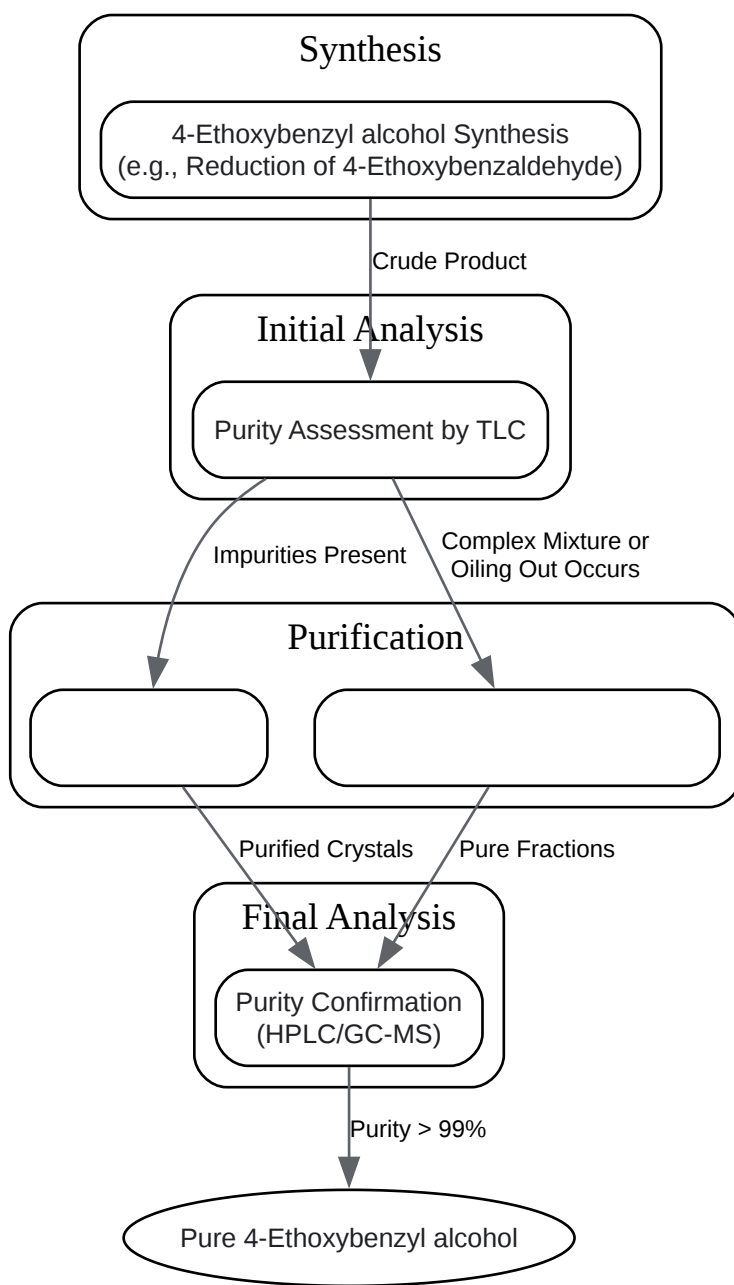 Synthesis
4-Ethoxybenzyl alcohol Synthesis
(e.g., Reduction of 4-Ethoxybenzaldehyde)
Crude Product
Initial Analysis
Purity Assessment by TLC
Impurities Present
Complex Mixture or
Oiling Out Occurs
Purification
Purified Crystals
Pure Fractions
Final Analysis
Purity Confirmation
(HPLC/GC-MS)
Purity > 99%
Pure 4-Ethoxybenzyl alcohol